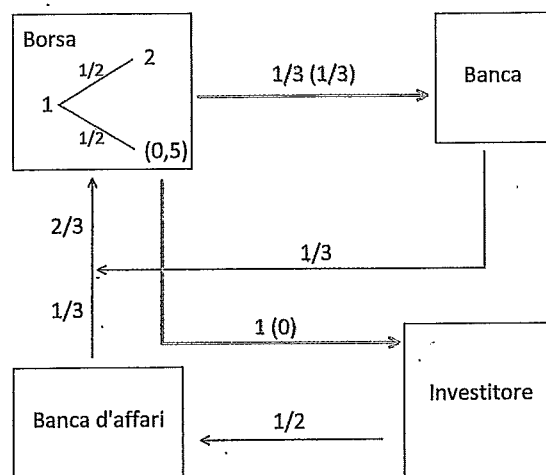 Borsa
1/2
2
1
1/2
(0,5)
1/3 (1/3)
Banca
2/3
1/3
1/3
1 (0)
Banca d'affari
1/2
Investitore